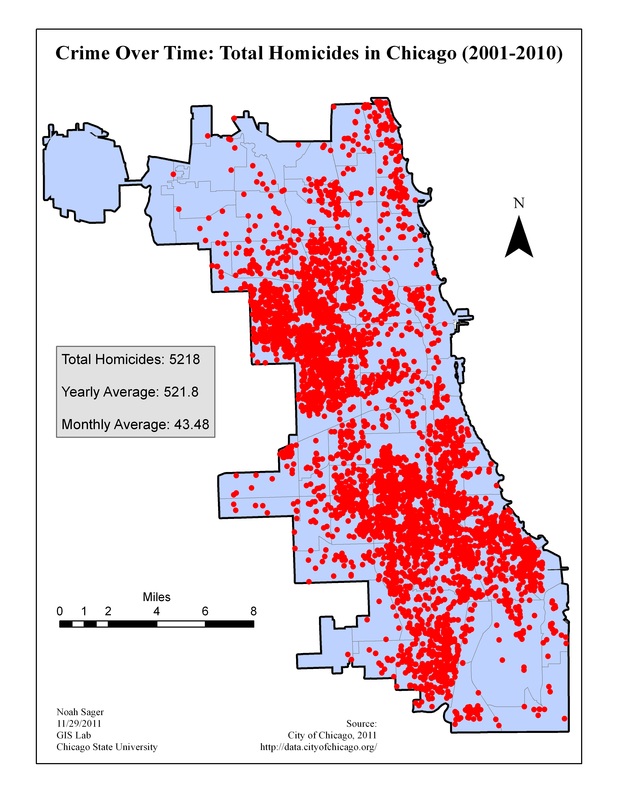 Crime Over Time: Total Homicides in Chicago (2001-2010)
N
Total Homicides: 5218
Yearly Average: 521.8
Monthly Average: 43.48
Miles
0 1 2 4 6 8
Noah Sager
11/29/2011
GIS Lab
Chicago State University
Source:
City of Chicago, 2011
http://data.cityofchicago.org/